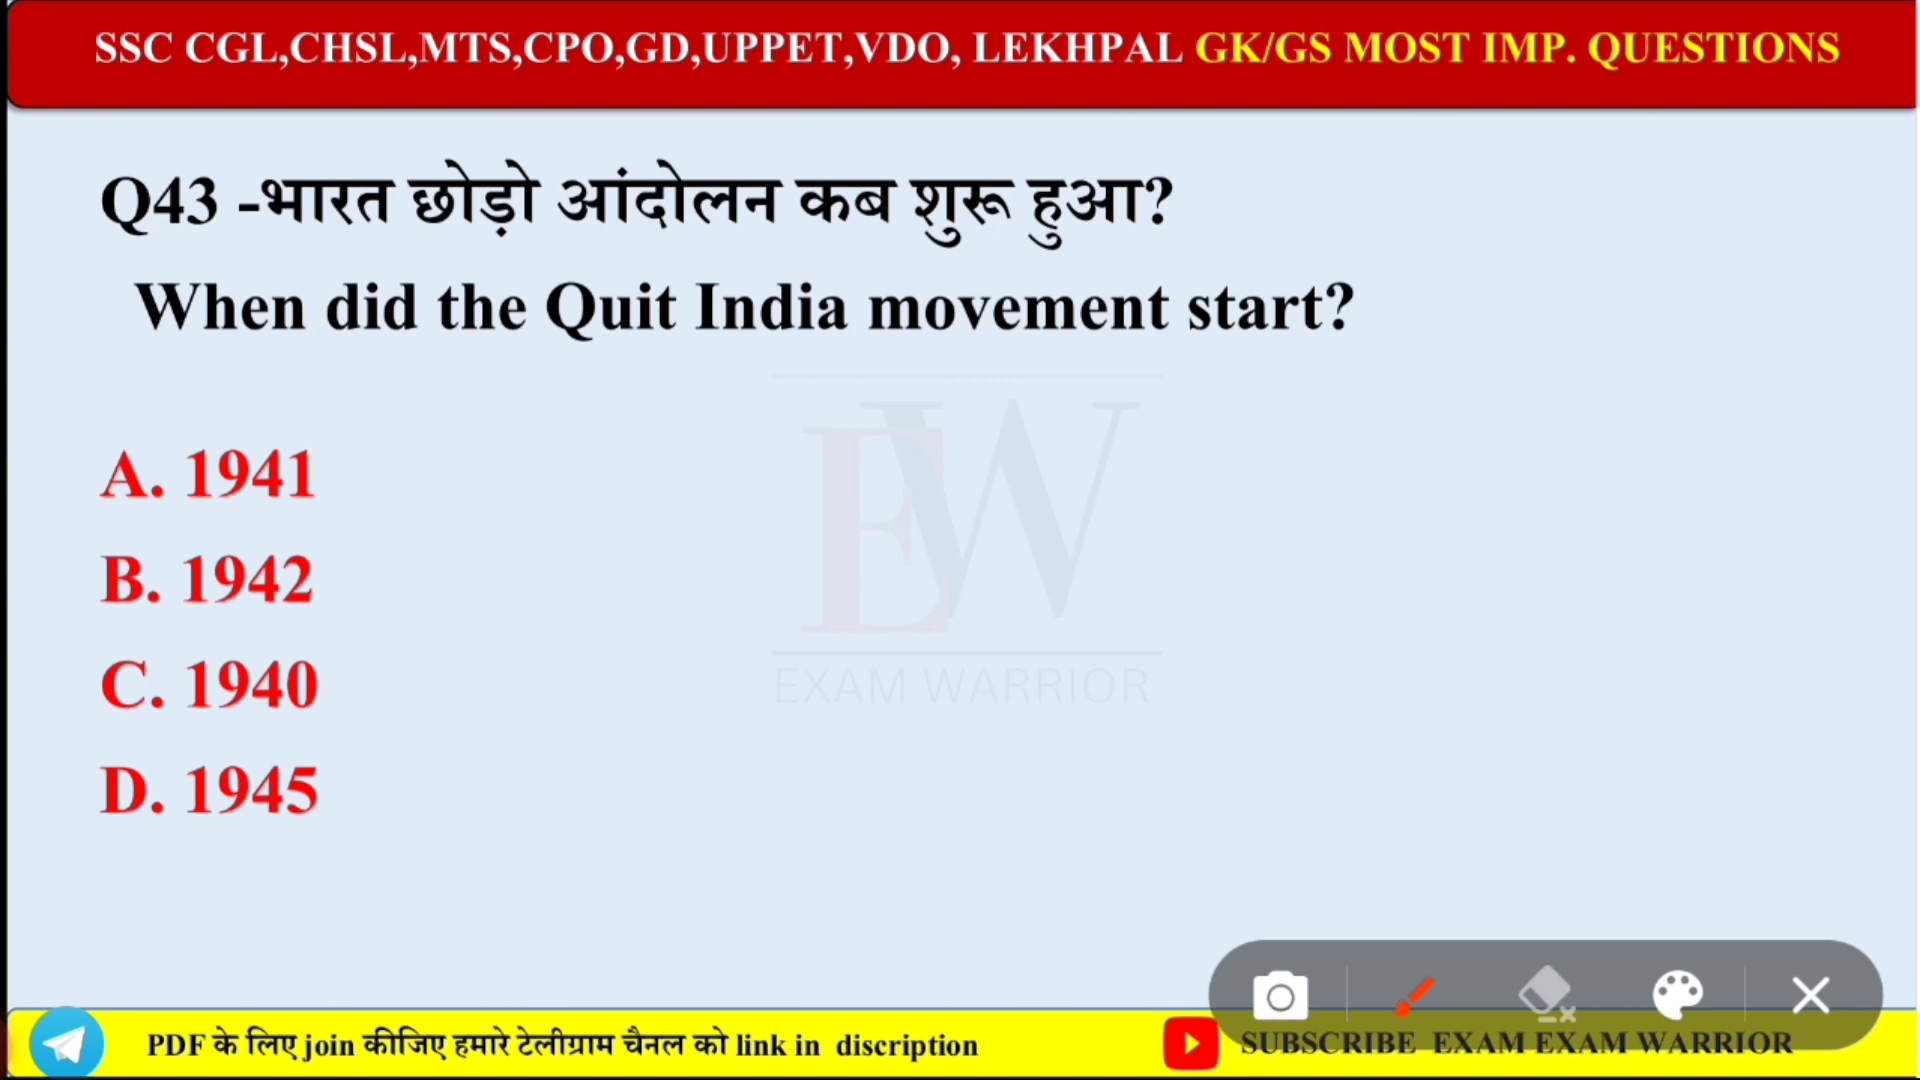 SSC CGL,CHSL,MTS,CPO,GD,UPPET,VDO, LEKHPAL GK/GS MOST IMP. QUESTIONS
Q43 -भारत छोड़ो आंदोलन कब शुरू हुआ?
When did the Quit India movement start?
EW
EXAM WARRIOR
A. 1941
B. 1942
C. 1940
D. 1945
PDF के लिए join कीजिए हमारे टेलीग्राम चैनल को link in discription
SUBSCRIBE EXAM EXAM WARRIOR